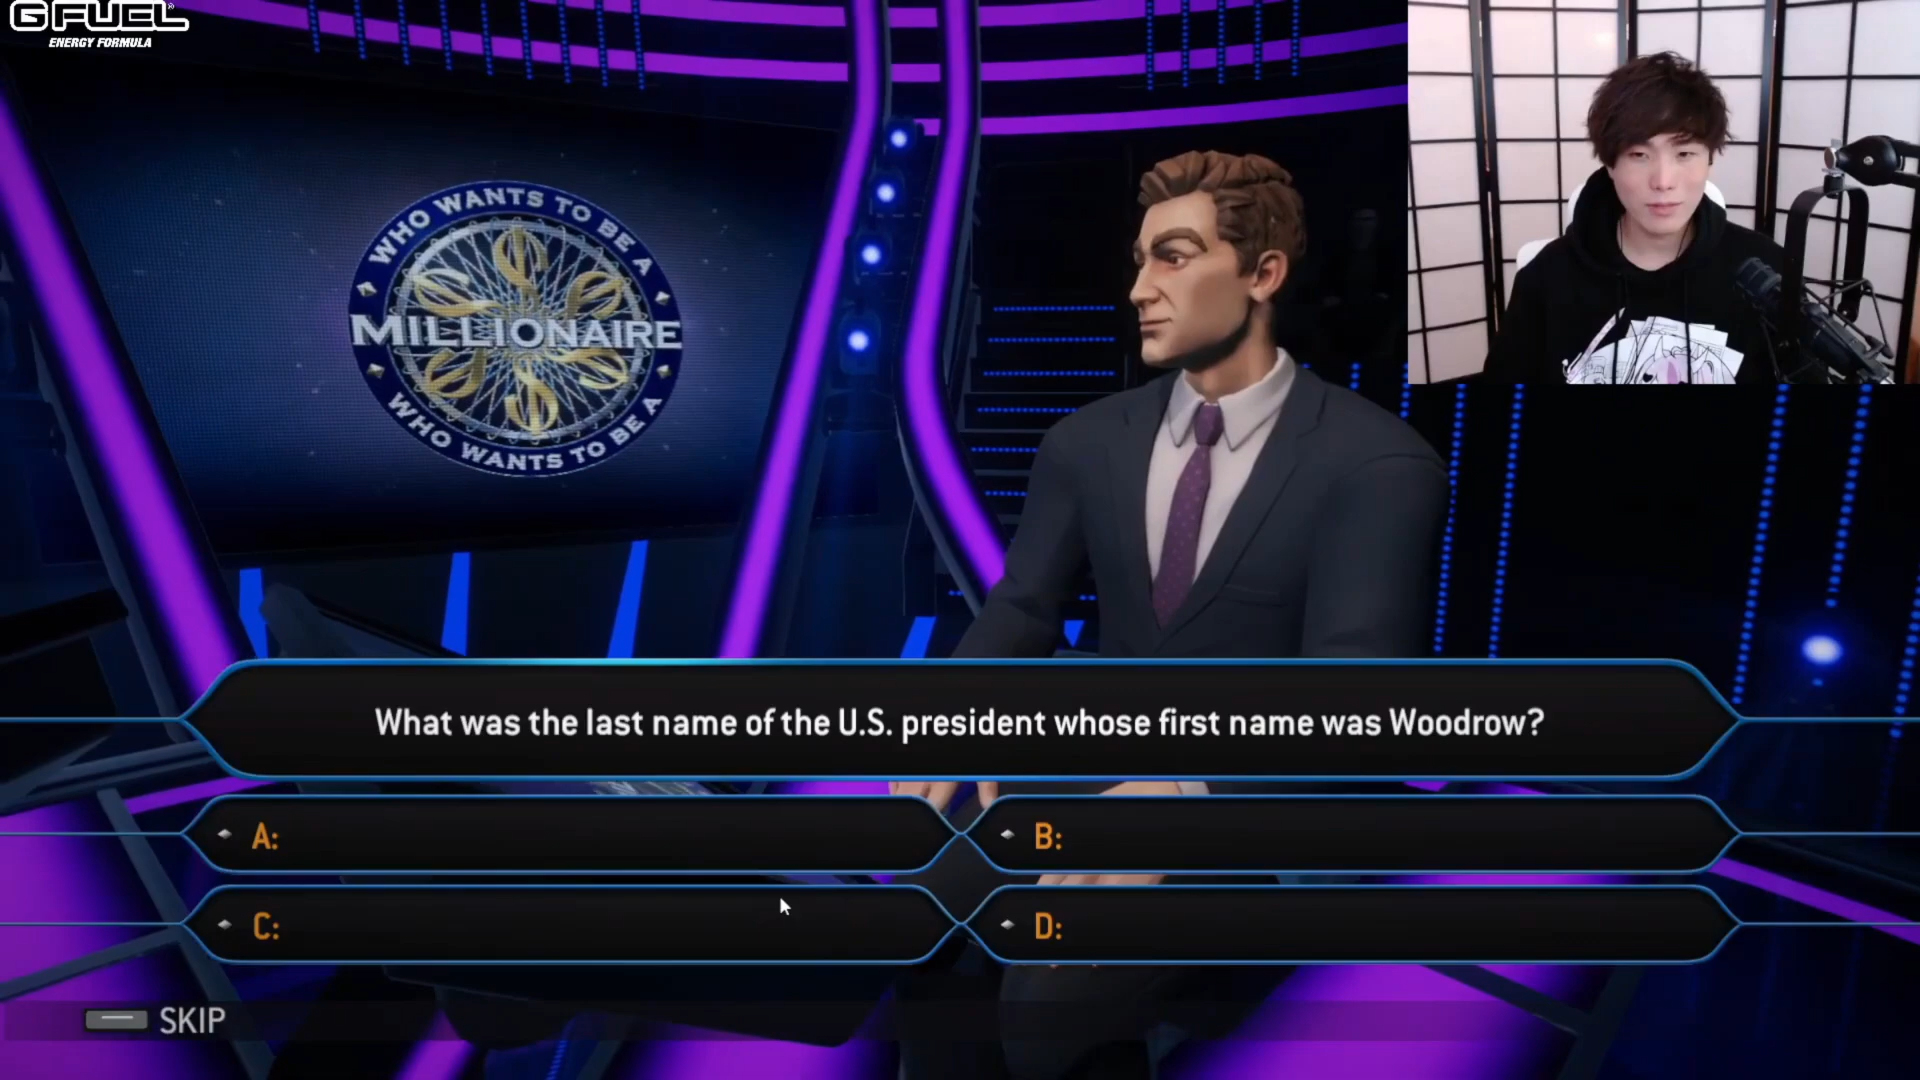 G FUEL®
ENERGY FORMULA
WHO WANTS TO BE A
MILLIONAIRE
WHO WANTS TO BE A
What was the last name of the U.S. president whose first name was Woodrow?
A:
B:
C:
D:
SKIP